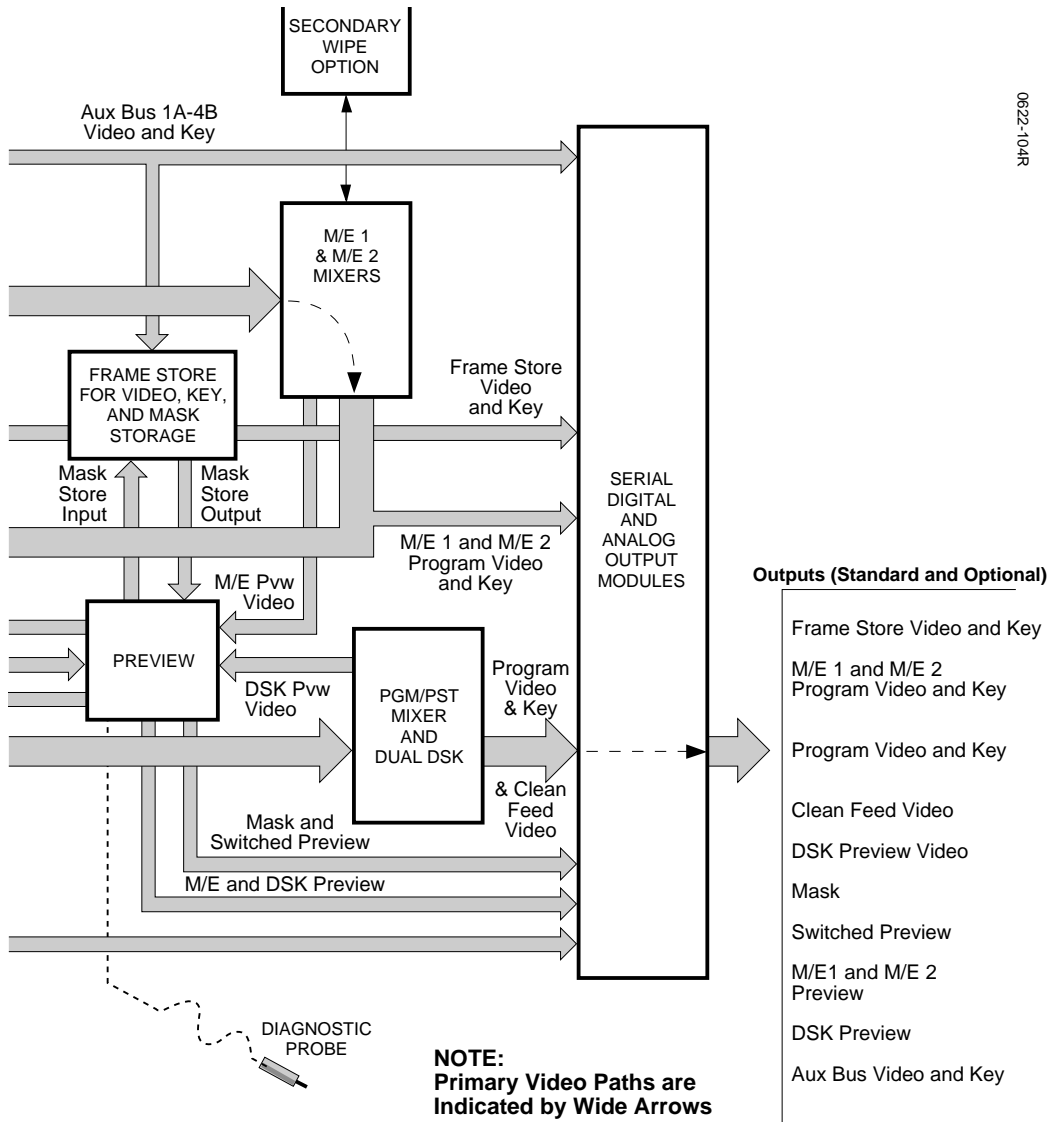 SECONDARY
WIPE
OPTION
0622-104R
Aux Bus 1A-4B
Video and Key
M/E 1
& M/E 2
MIXERS
FRAME STORE
FOR VIDEO, KEY,
AND MASK
STORAGE
Frame Store
Video
and Key
Mask
Store
Input
Mask
Store
Output
SERIAL
DIGITAL
AND
ANALOG
OUTPUT
MODULES
M/E 1 and M/E 2
Program Video
and Key
M/E Pvw
Video
Outputs (Standard and Optional)
PREVIEW
DSK Pvw
Video
PGM/PST
MIXER
AND
DUAL DSK
Program
Video
& Key
& Clean
Feed
Video
Frame Store Video and Key
M/E 1 and M/E 2
Program Video and Key
Program Video and Key
Clean Feed Video
DSK Preview Video
Mask
Switched Preview
M/E1 and M/E 2
Preview
DSK Preview
Aux Bus Video and Key
Mask and
Switched Preview
M/E and DSK Preview
DIAGNOSTIC
PROBE
NOTE:
Primary Video Paths are
Indicated by Wide Arrows